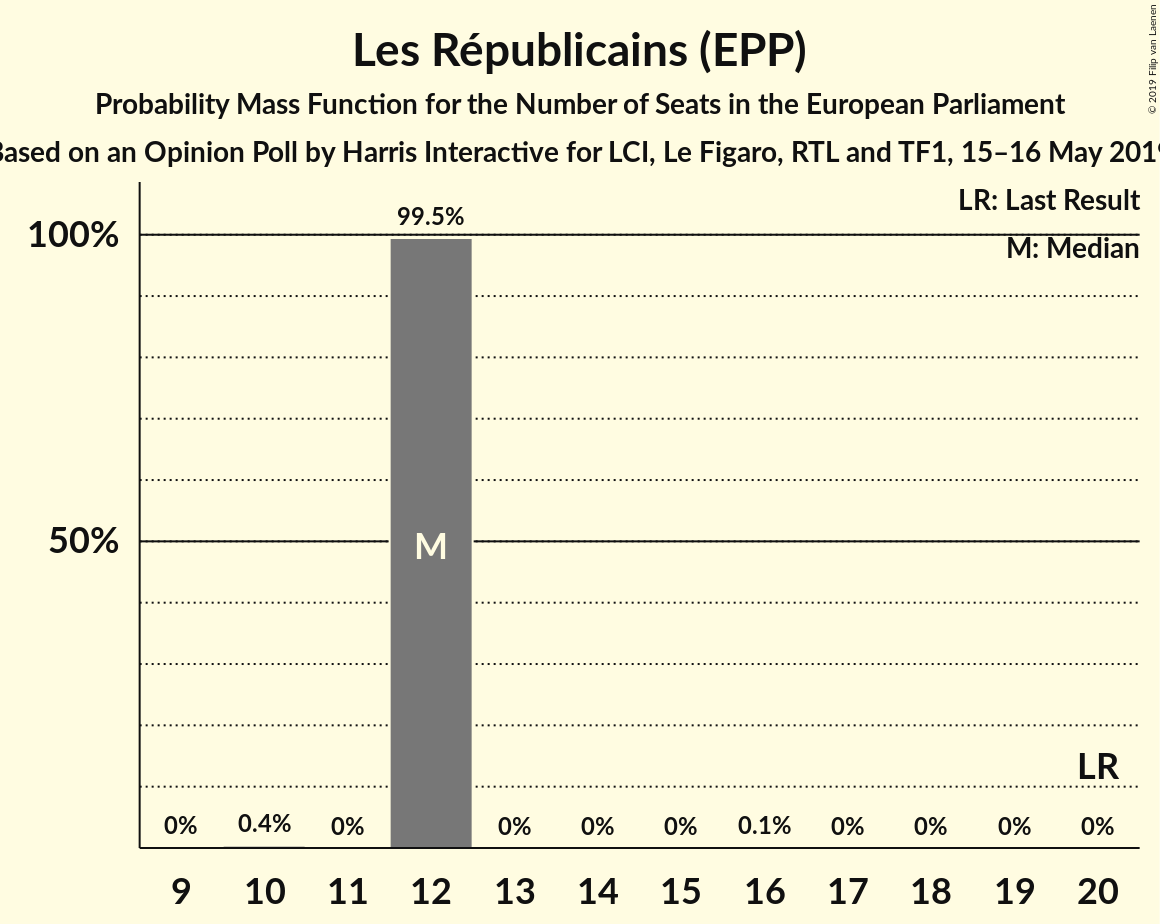 Les Républicains (EPP)
Probability Mass Function for the Number of Seats in the European Parliament
Based on an Opinion Poll by Harris Interactive for LCI, Le Figaro, RTL and TF1, 15–16 May 2019
© 2019 Filip van Laenen
LR: Last Result
M: Median
99.5%
100%
50%
M
LR
0% 0.4% 0% 0% 0% 0% 0.1% 0% 0% 0% 0%
9 10 11 12 13 14 15 16 17 18 19 20